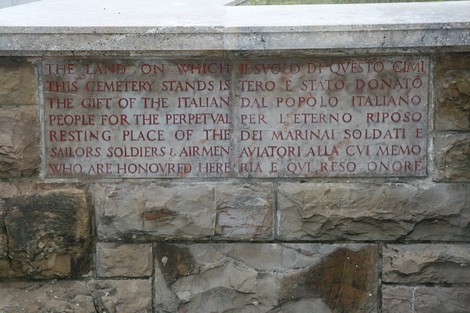 THE LAND ON WHICH
THIS CEMETERY STANDS IS
THE GIFT OF THE ITALIAN
PEOPLE FOR THE PERPETVAL
RESTING PLACE OF THE
SAILORS SOLDIERS & AIRMEN
WHO ARE HONOVRED HERE
IL SVOLO DI QVESTO CIMI
TERO E STATO DONATO
DAL POPOLO ITALIANO
PER L'ETERNO RIPOSO
DEI MARINAI SOLDATI E
AVIATORI ALLA CVI MEMO
RIA E QVI RESO ONORE